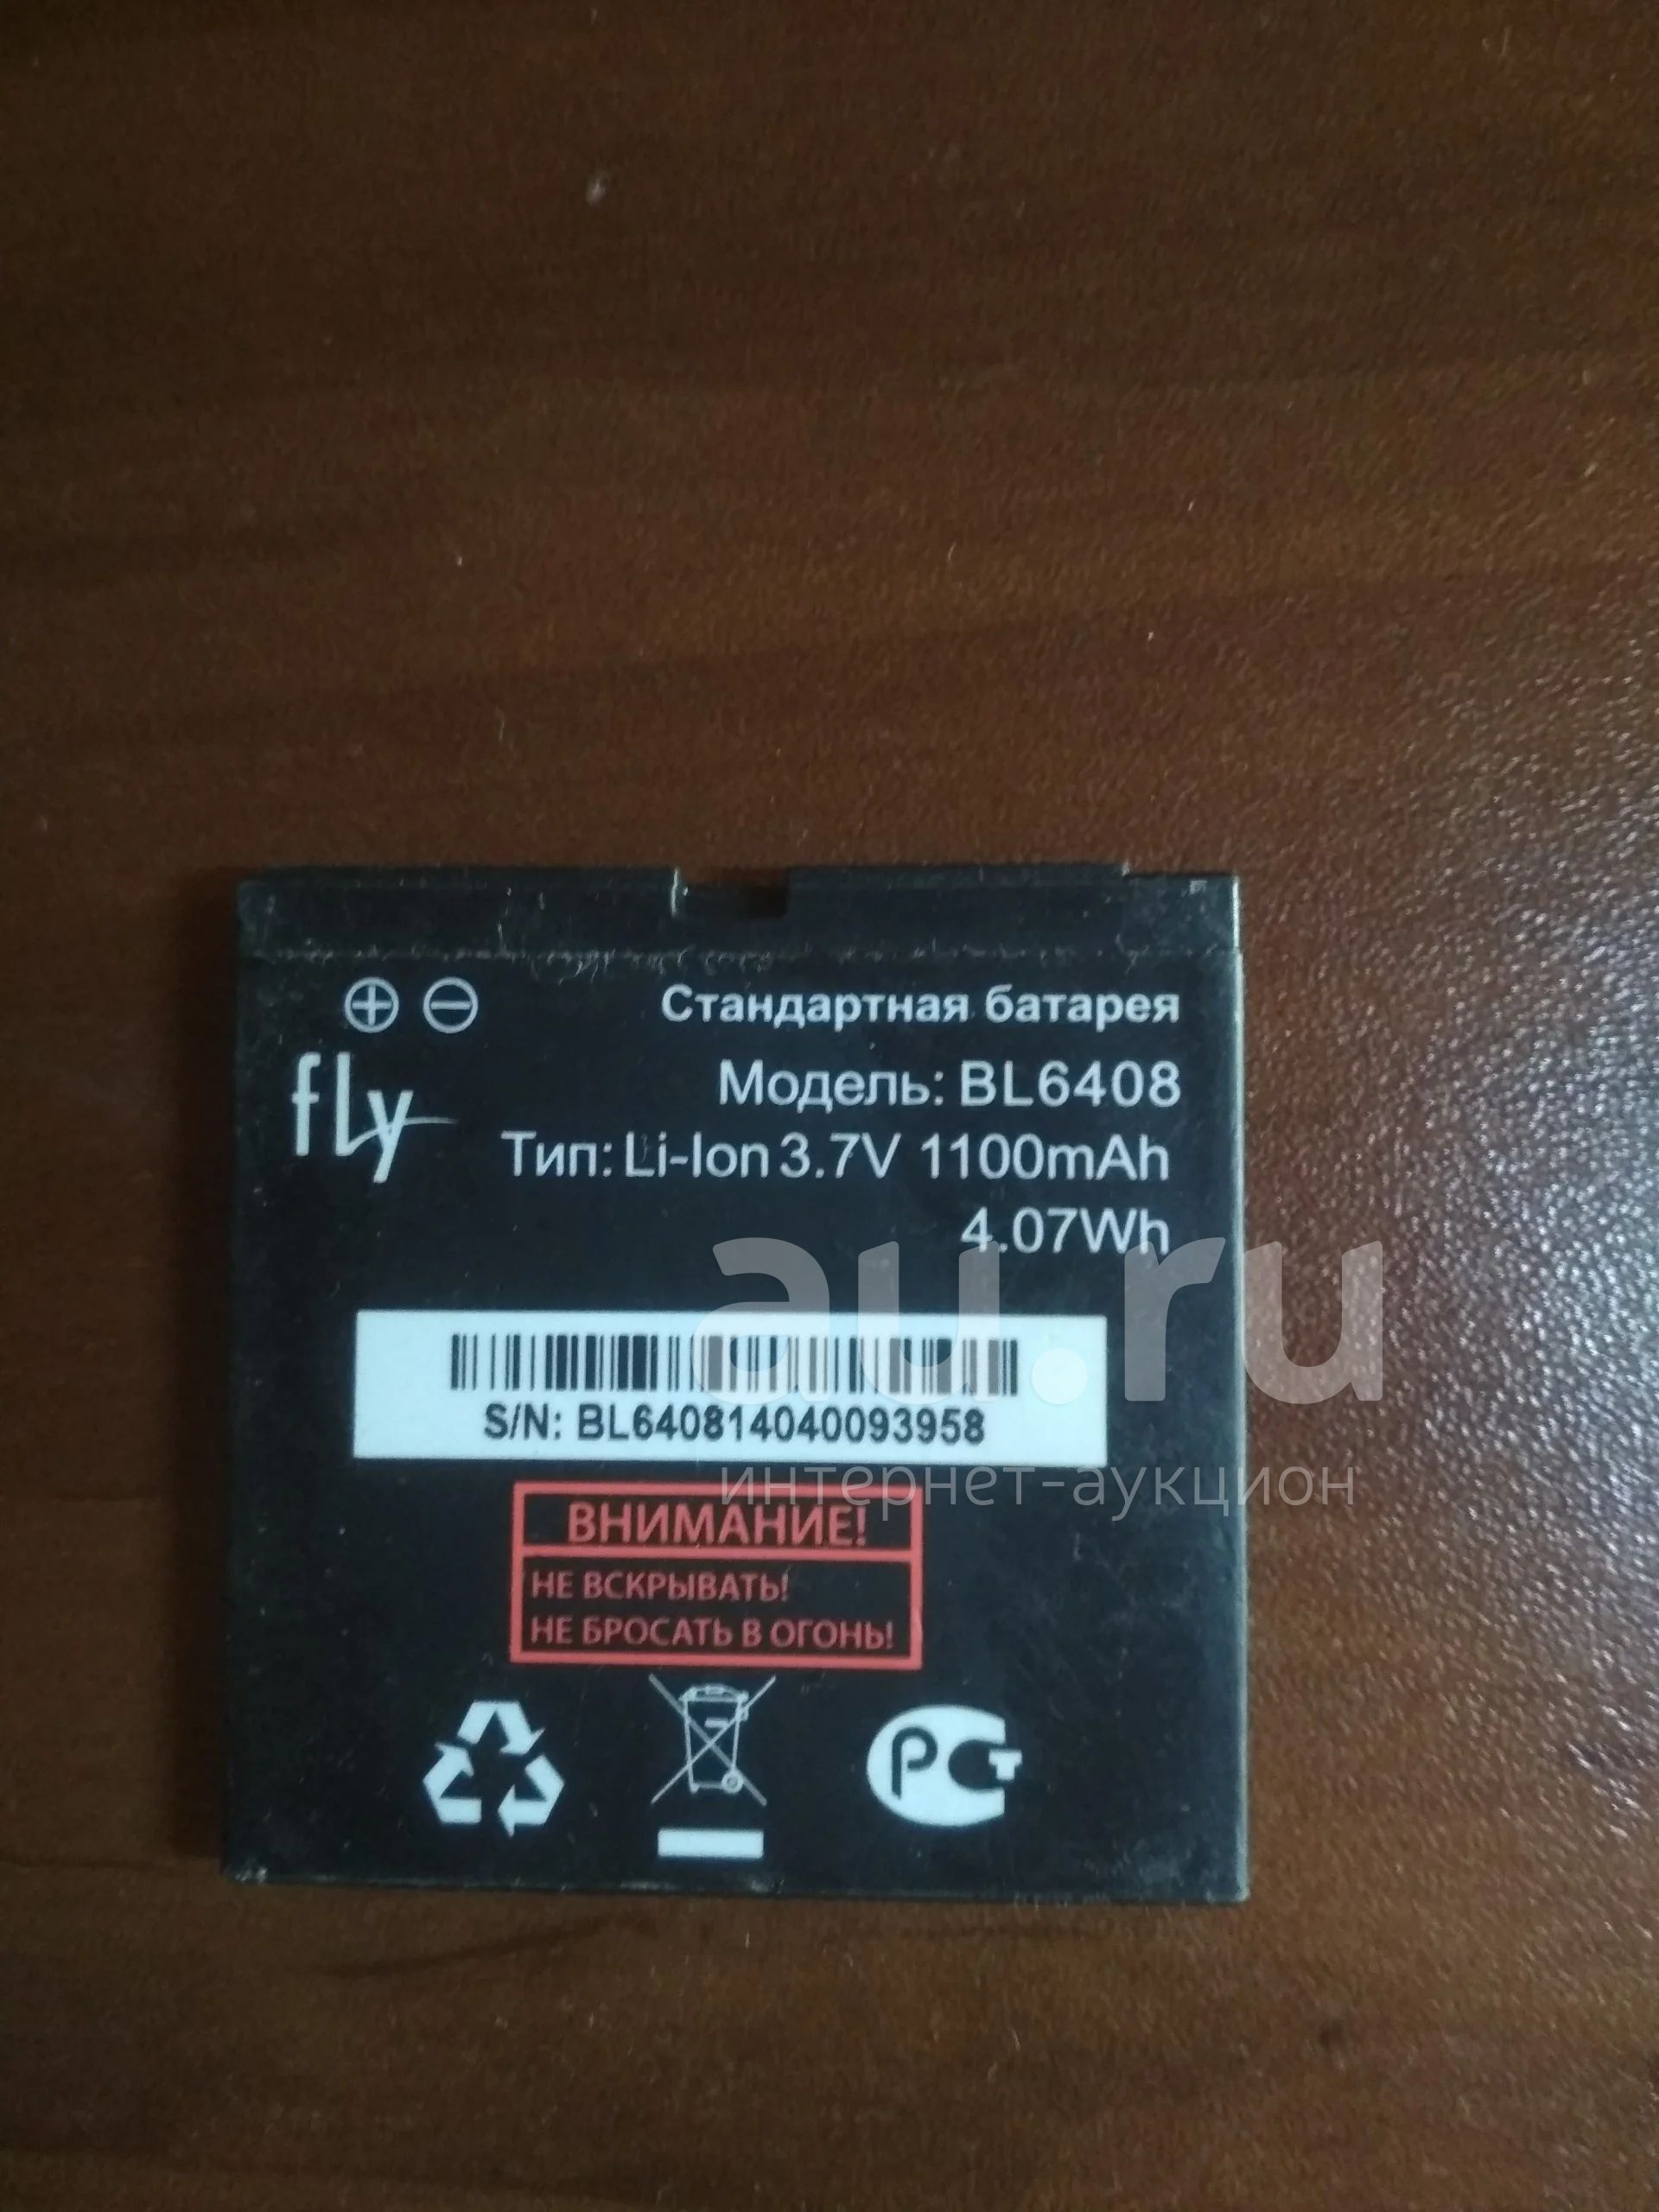 Стандартная батарея
fly
Модель: BL6408
Тип: Li-Ion 3.7V 1100mAh
4.07Wh
au.ru
S/N: BL640814040093958
интернет-аукцион
ВНИМАНИЕ!
НЕ ВСКРЫВАТЬ!
НЕ БРОСАТЬ В ОГОНЬ!
РСТ